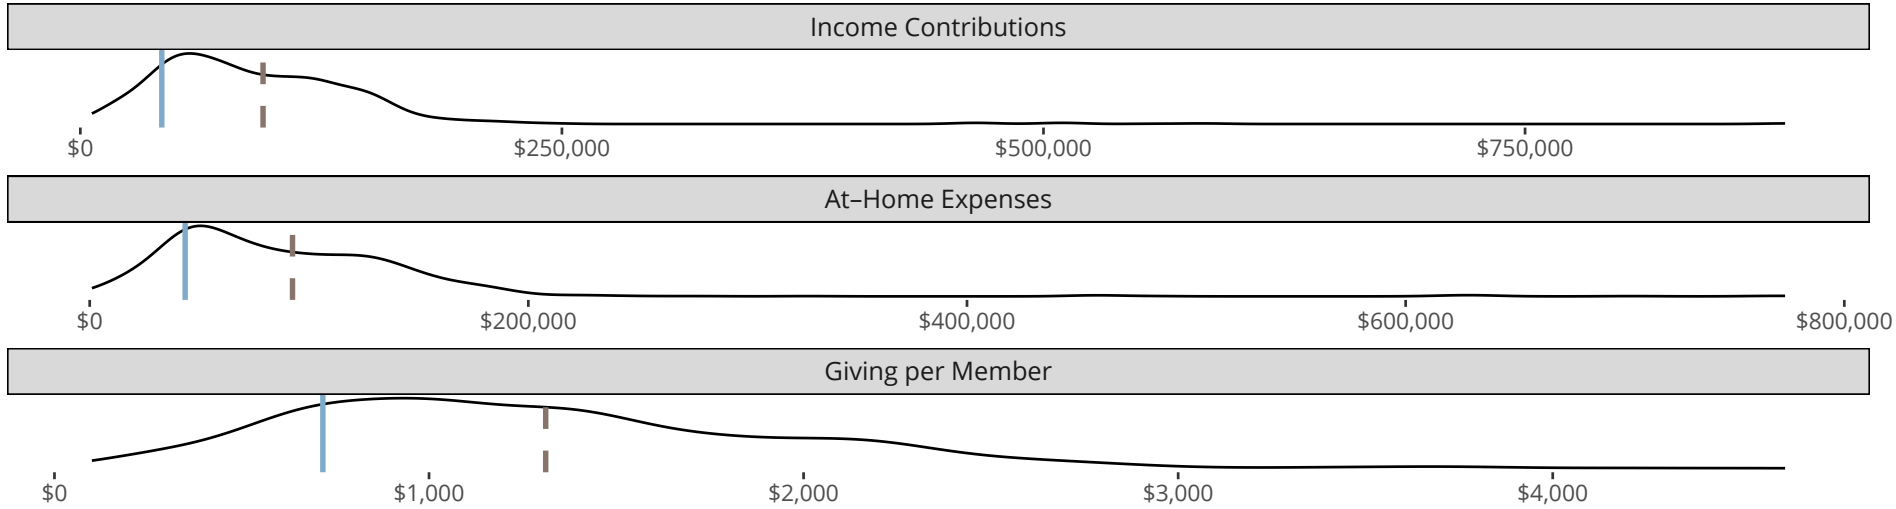 Income Contributions
$0 $250,000 $500,000 $750,000
At–Home Expenses
$0 $200,000 $400,000 $600,000 $800,000
Giving per Member
$0 $1,000 $2,000 $3,000 $4,000